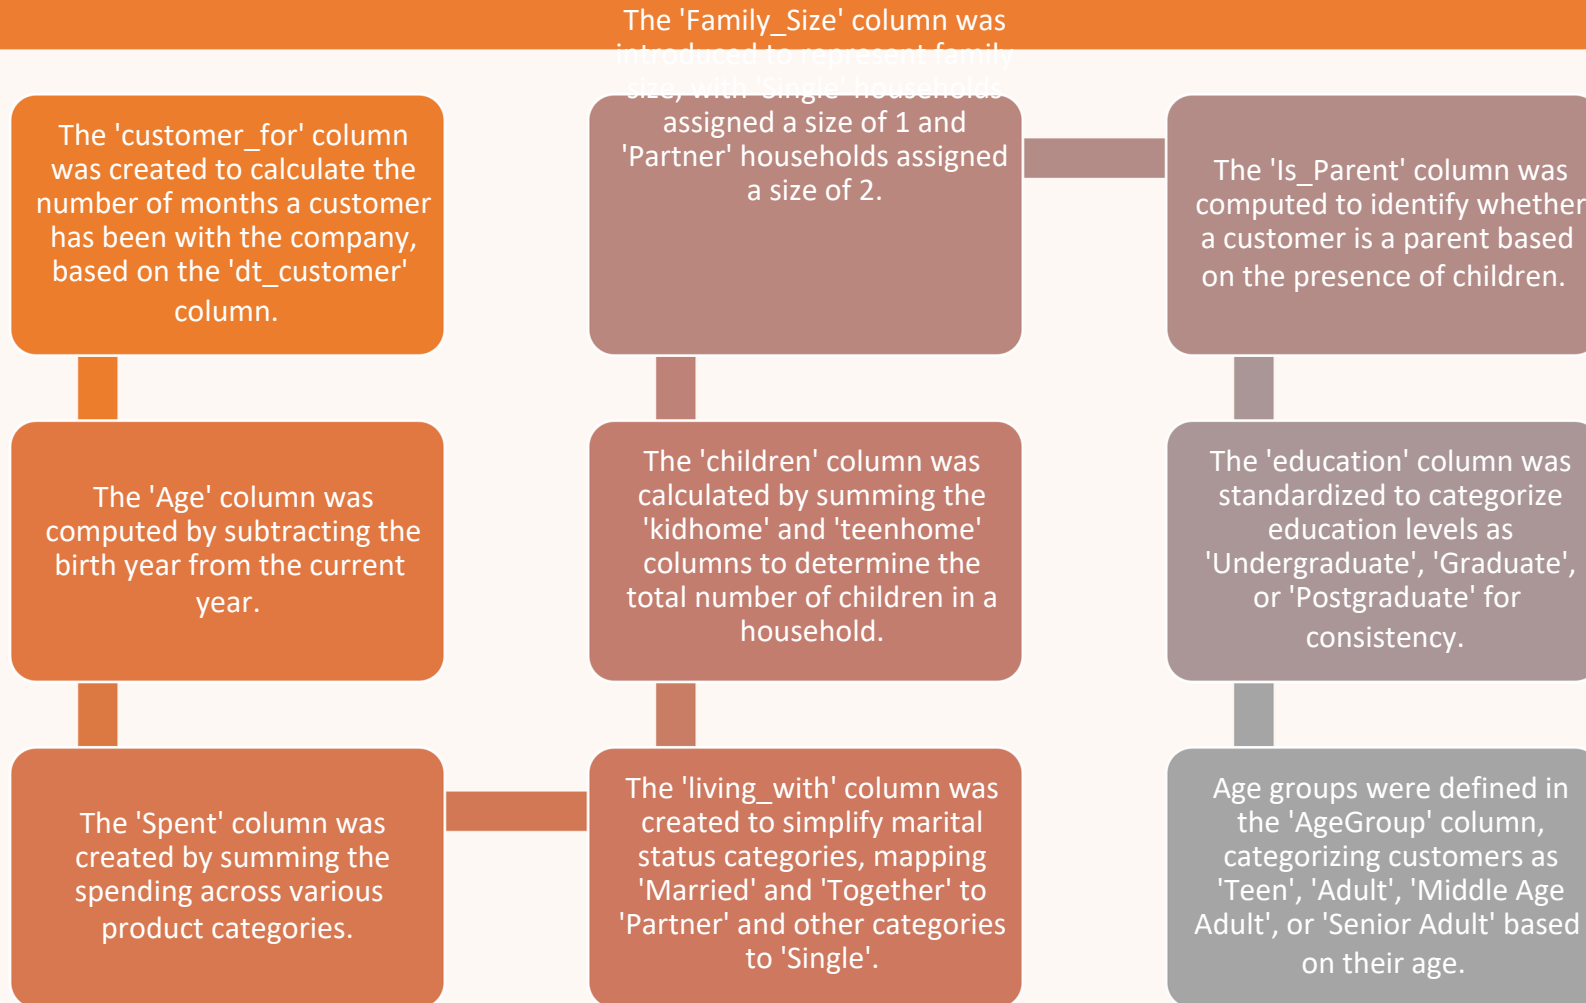 The 'customer_for' column
was created to calculate the
number of months a customer
has been with the company,
based on the 'dt_customer'
column.
The 'Age' column was
computed by subtracting the
birth year from the current
year.
The 'Spent' column was
created by summing the
spending across various
product categories.
The 'living_with' column was
created to simplify marital
status categories, mapping
'Married' and 'Together' to
'Partner' and other categories
to 'Single'.
The 'children' column was
calculated by summing the
'kidhome' and 'teenhome'
columns to determine the
total number of children in a
household.
The 'Family_Size' column was
introduced to represent family
size, with 'Single' households
assigned a size of 1 and
'Partner' households assigned
a size of 2.
The 'Is_Parent' column was
computed to identify whether
a customer is a parent based
on the presence of children.
The 'education' column was
standardized to categorize
education levels as
'Undergraduate', 'Graduate',
or 'Postgraduate' for
consistency.
Age groups were defined in
the 'AgeGroup' column,
categorizing customers as
'Teen', 'Adult', 'Middle Age
Adult', or 'Senior Adult' based
on their age.